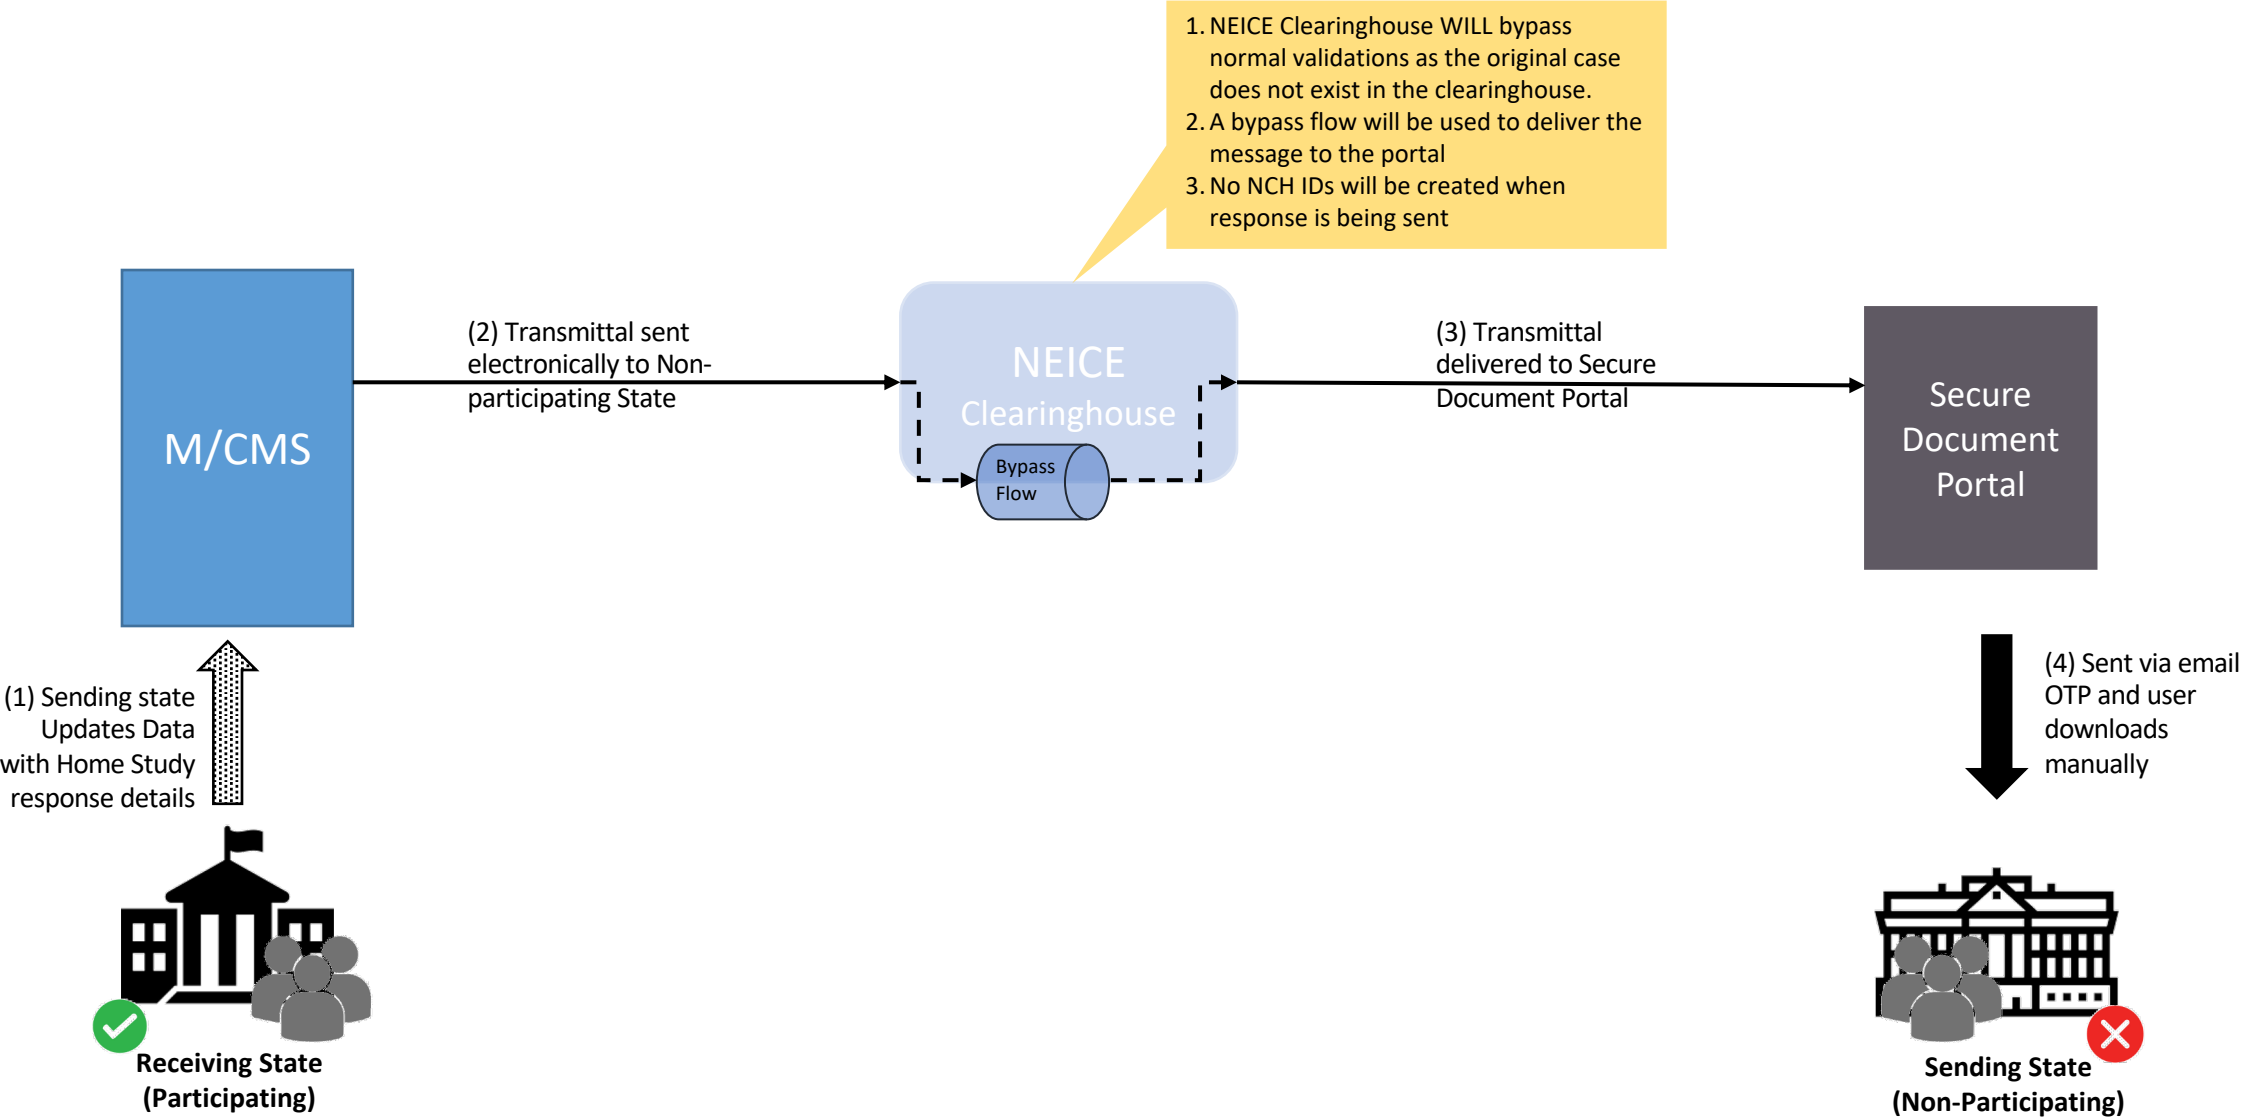 1. NEICE Clearinghouse WILL bypass
normal validations as the original case
does not exist in the clearinghouse.
2. A bypass flow will be used to deliver the
message to the portal
3. No NCH IDs will be created when
response is being sent
M/CMS
(2) Transmittal sent
electronically to Non-
participating State
NEICE
Clearinghouse
Bypass
Flow
(3) Transmittal
delivered to Secure
Document Portal
Secure
Document
Portal
(1) Sending state
Updates Data
with Home Study
response details
(4) Sent via email
OTP and user
downloads
manually
Receiving State
(Participating)
Sending State
(Non-Participating)